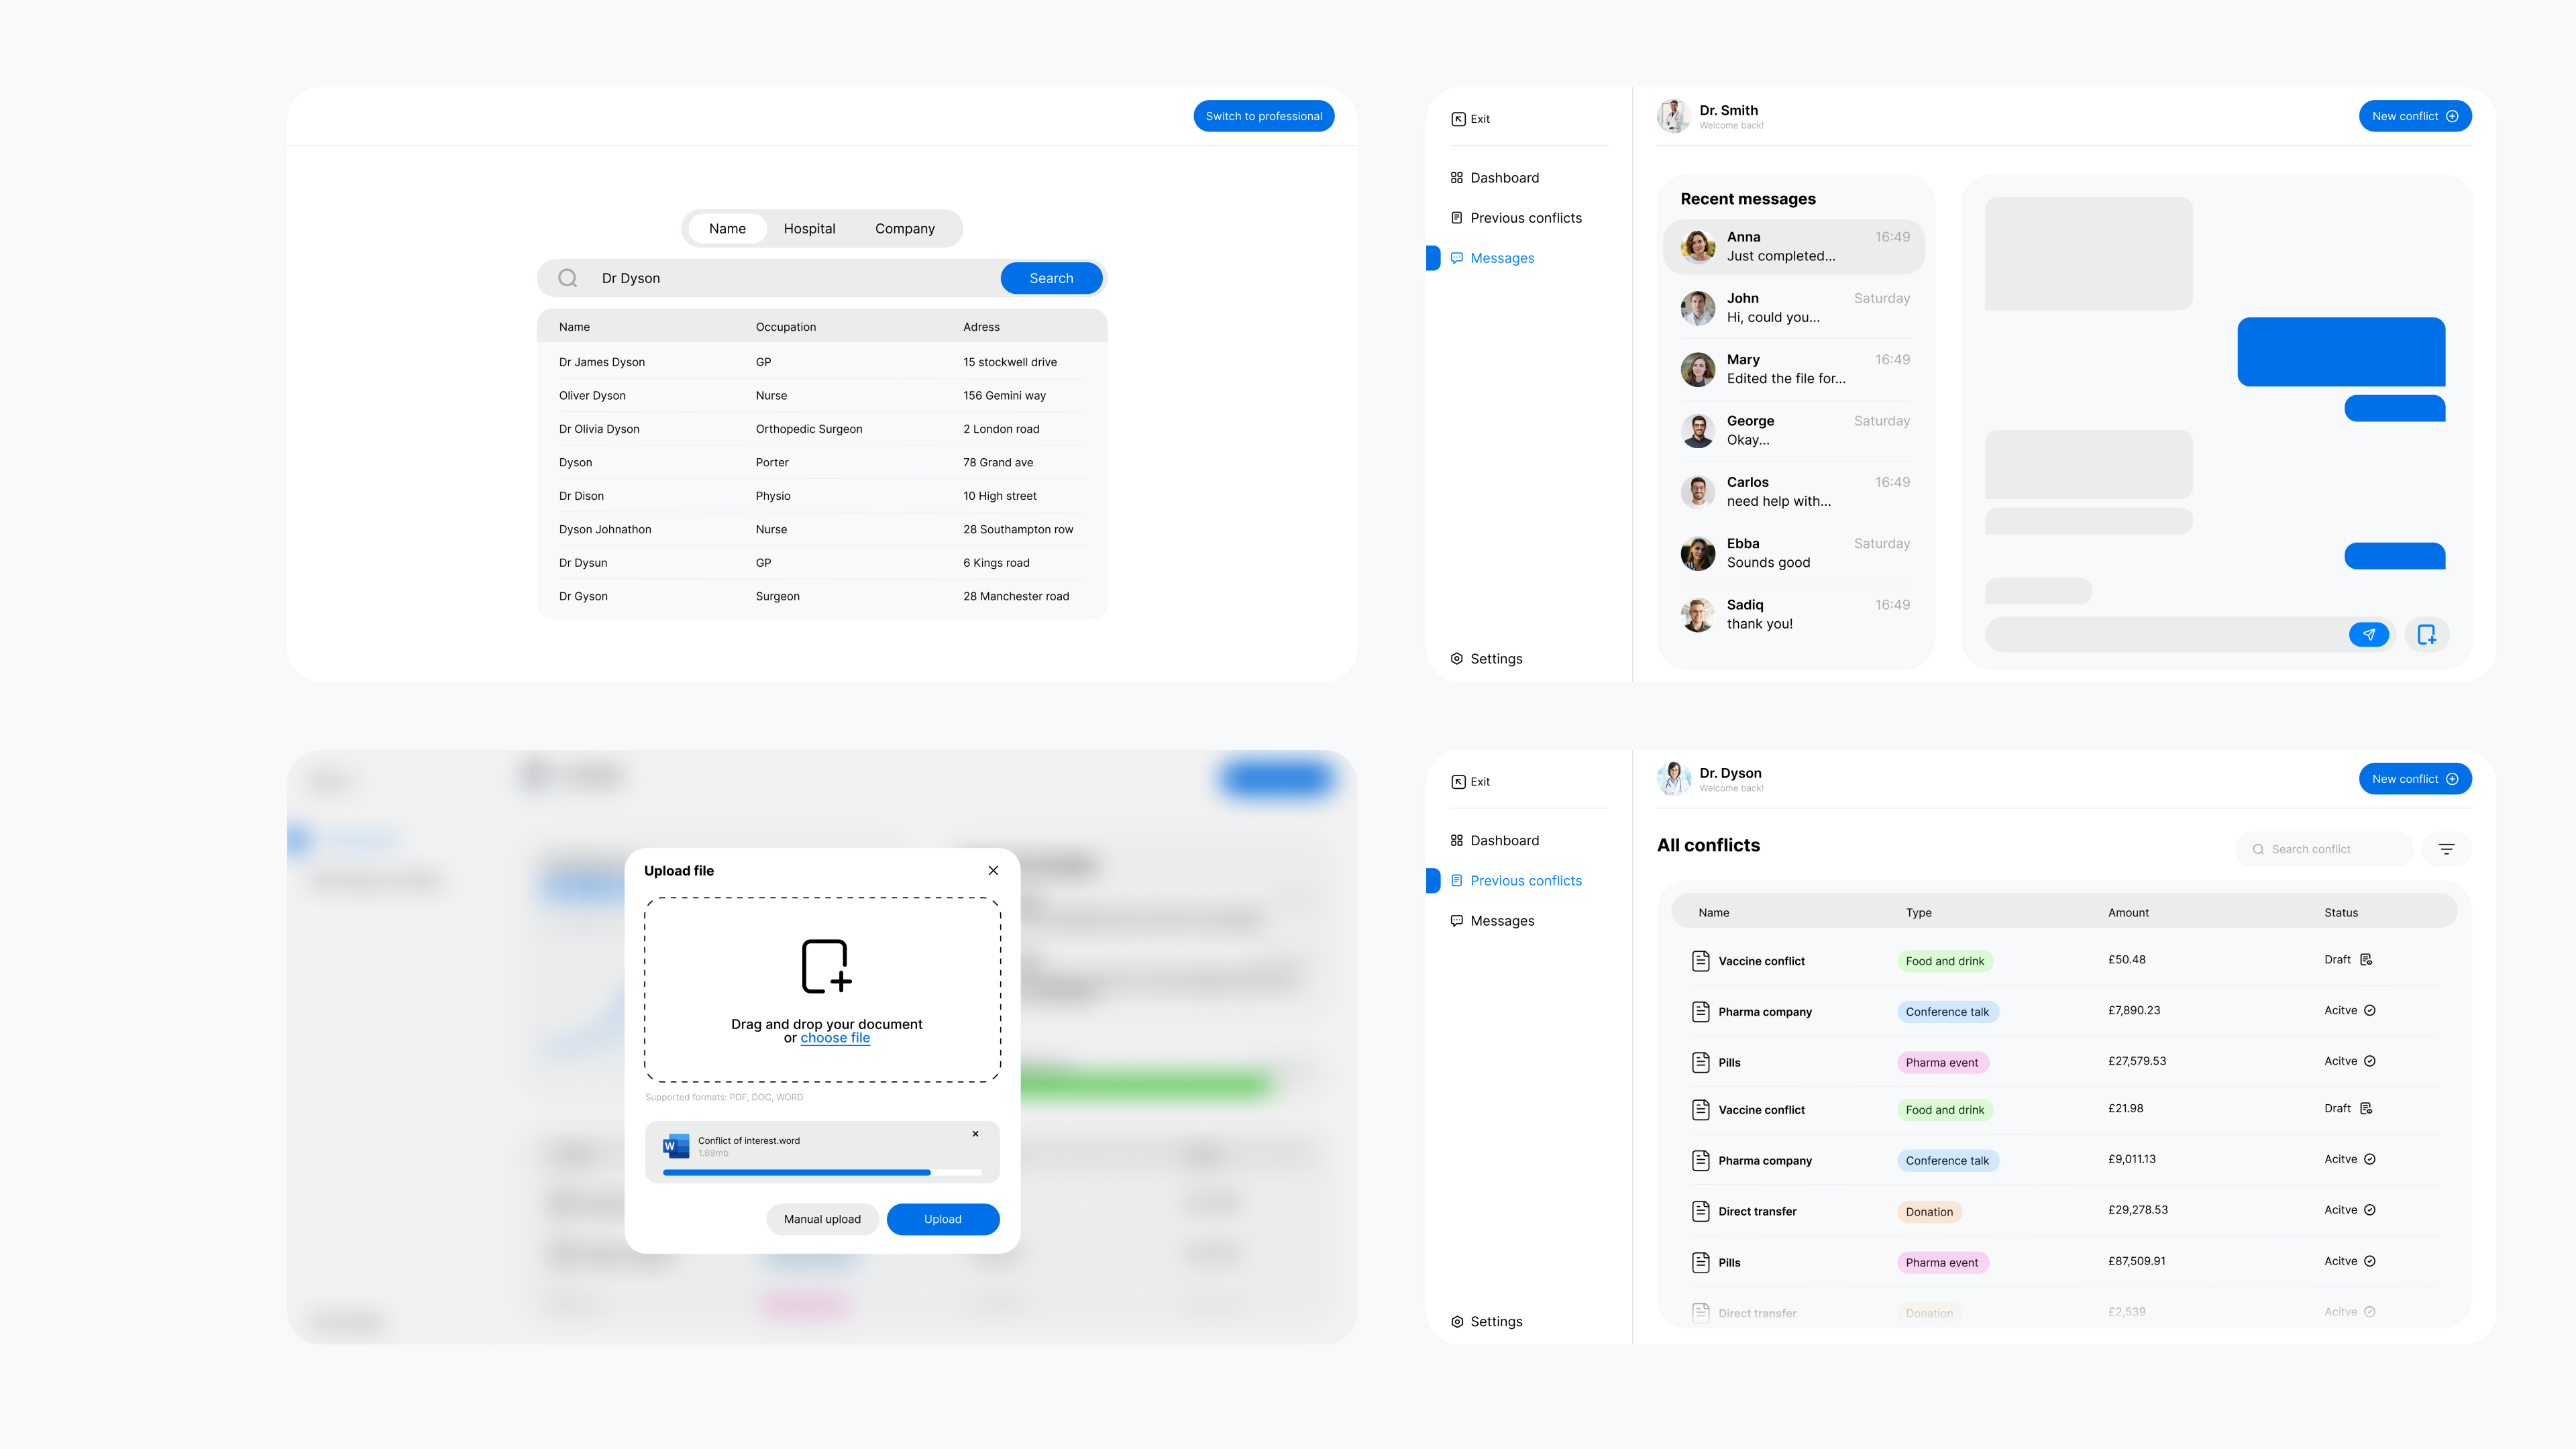 Switch to professional
Name Hospital Company
Dr Dyson Search
Name Occupation Adress
Dr James Dyson GP 15 stockwell drive
Oliver Dyson Nurse 156 Gemini way
Dr Olivia Dyson Orthopedic Surgeon 2 London road
Dyson Porter 78 Grand ave
Dr Dison Physio 10 High street
Dyson Johnathon Nurse 28 Southampton row
Dr Dysun GP 6 Kings road
Dr Gyson Surgeon 28 Manchester road
Exit
Dashboard
Previous conflicts
Messages
Settings
Dr. Smith
Welcome back!
New conflict
Recent messages
Anna 16:49
Just completed...
John Saturday
Hi, could you...
Mary 16:49
Edited the file for...
George Saturday
Okay...
Carlos 16:49
need help with...
Ebba Saturday
Sounds good
Sadiq 16:49
thank you!
Upload file
Drag and drop your document
or choose file
Supported formats: PDF, DOC, WORD
W
Conflict of interest.word
1.89mb
Manual upload Upload
Exit
Dashboard
Previous conflicts
Messages
Settings
Dr. Dyson
Welcome back!
New conflict
All conflicts
Search conflict
Name Type Amount Status
Vaccine conflict Food and drink £50.48 Draft
Pharma company Conference talk £7,890.23 Acitve
Pills Pharma event £27,579.53 Acitve
Vaccine conflict Food and drink £21.98 Draft
Pharma company Conference talk £9,011.13 Acitve
Direct transfer Donation £29,278.53 Acitve
Pills Pharma event £87,509.91 Acitve
Direct transfer Donation £2,539 Acitve